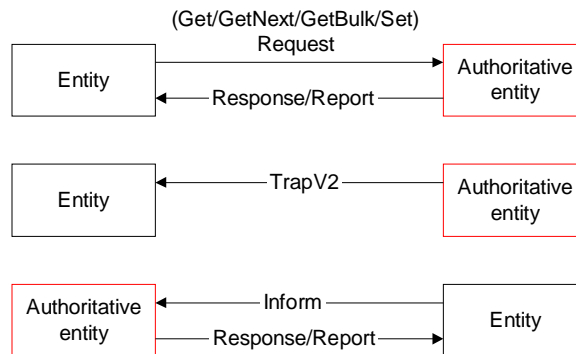 (Get/GetNext/GetBulk/Set)
Request
Entity
Authoritative
entity
Response/Report
Entity
TrapV2
Authoritative
entity
Authoritative
entity
Inform
Response/Report
Entity